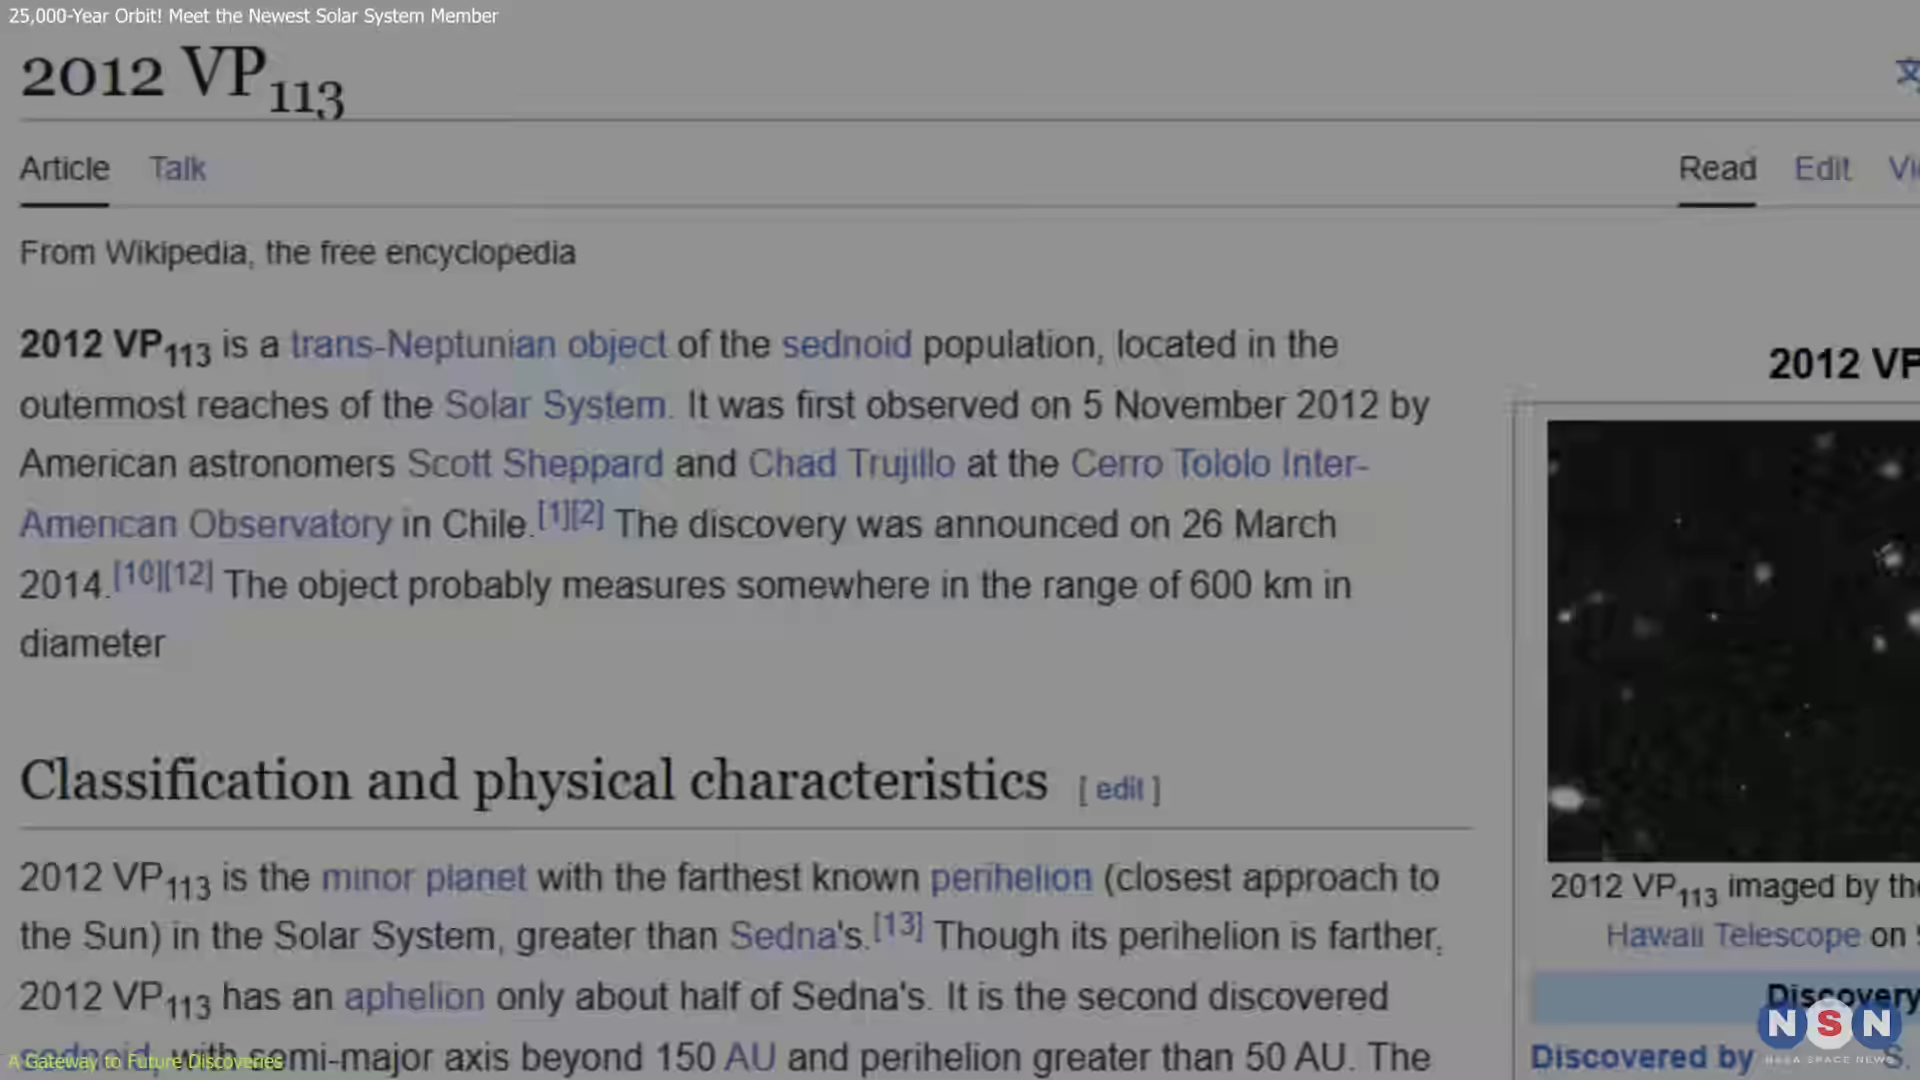 25,000-Year Orbit! Meet the Newest Solar System Member
2012 VP113
Article Talk
Read Edit
From Wikipedia, the free encyclopedia
2012 VP113 is a trans-Neptunian object of the sednoid population, located in the
outermost reaches of the Solar System. It was first observed on 5 November 2012 by
American astronomers Scott Sheppard and Chad Trujillo at the Cerro Tololo Inter-
American Observatory in Chile.[1][2] The discovery was announced on 26 March
2014.[10][12] The object probably measures somewhere in the range of 600 km in
diameter
Classification and physical characteristics [ edit ]
2012 VP113 is the minor planet with the farthest known perihelion (closest approach to
the Sun) in the Solar System, greater than Sedna's.[13] Though its perihelion is farther,
2012 VP113 has an aphelion only about half of Sedna's. It is the second discovered
sednoid, with semi-major axis beyond 150 AU and perihelion greater than 50 AU. The
2012 VP
2012 VP113 imaged by the
Hawaii Telescope on
Discovery
Discovered by S.
A Gateway to Future Discoveries
NSN
NASA SPACE NEWS